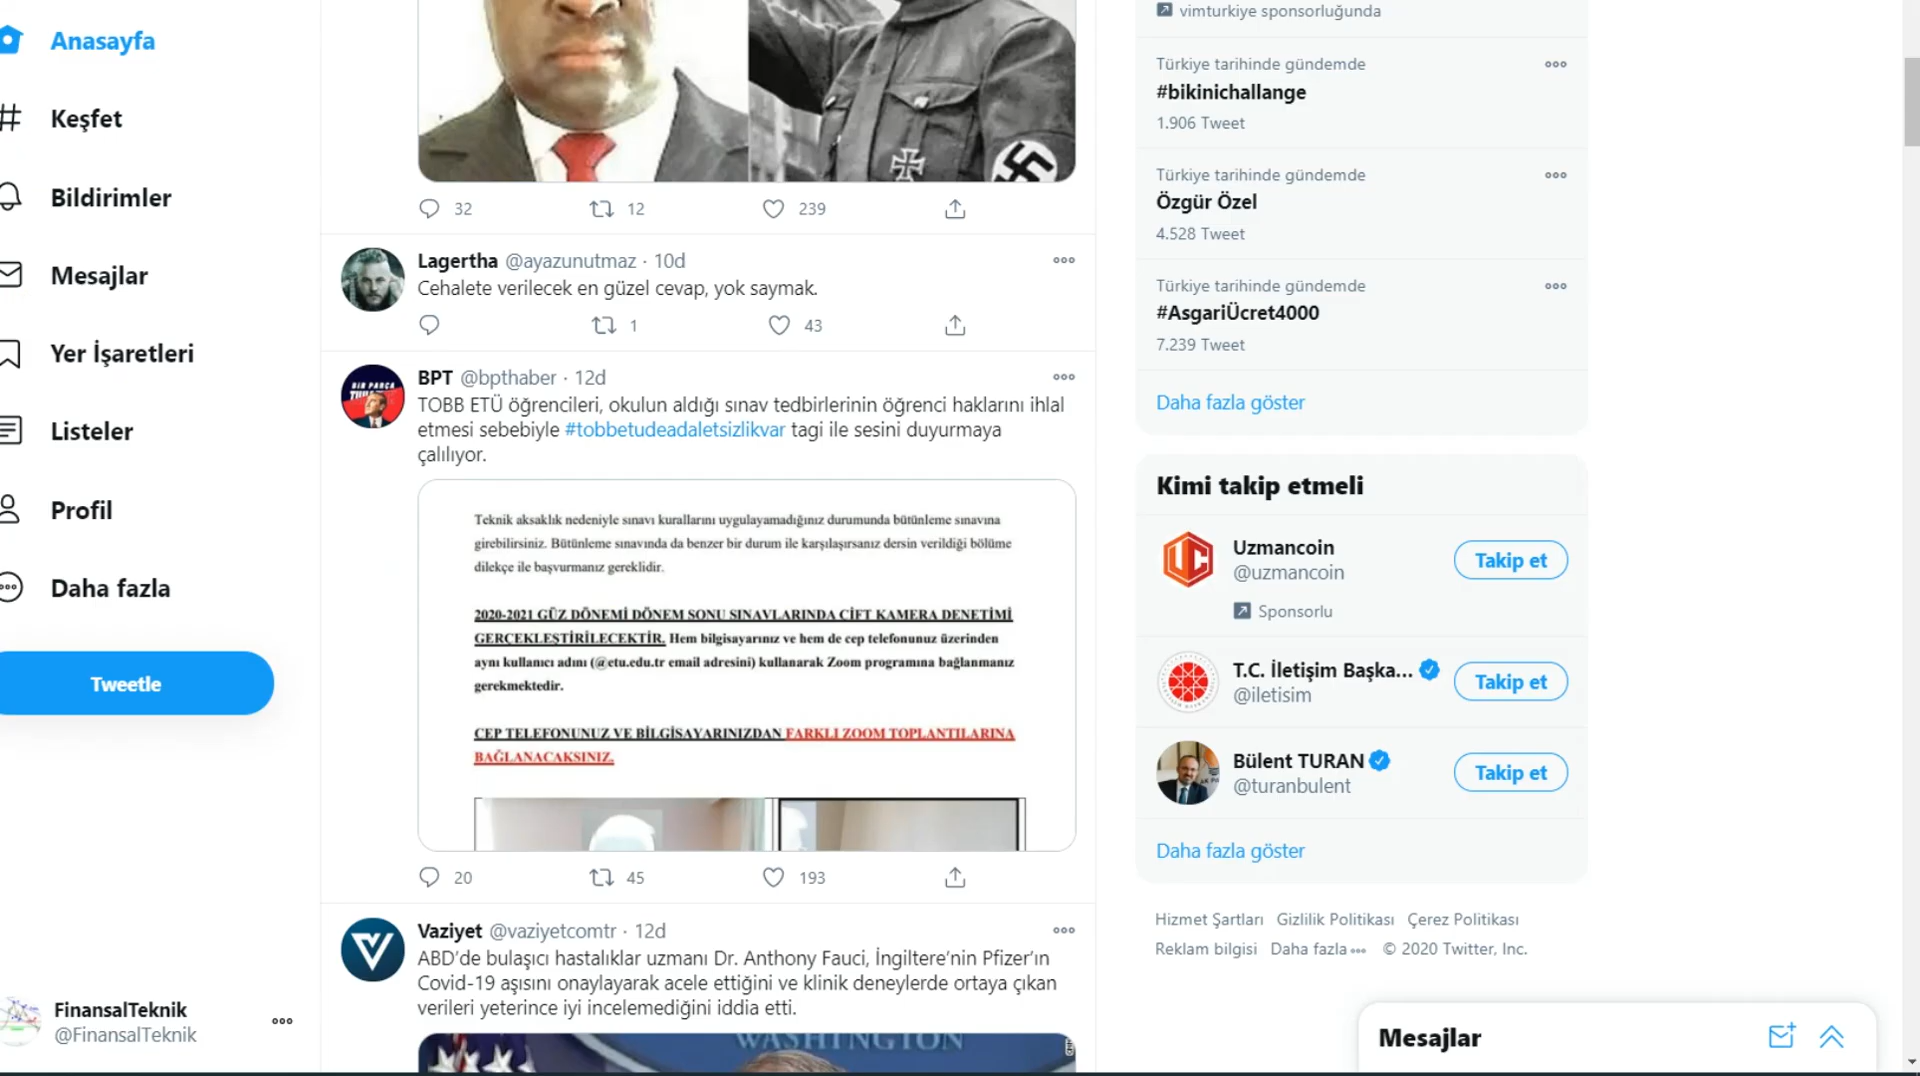 Anasayfa
Keşfet
Bildirimler
Mesajlar
Yer İşaretleri
Listeler
Profil
Daha fazla
Tweetle
FinansalTeknik
@FinansalTeknik
32 12 239
Lagertha @ayazunutmaz · 10d
Cehalete verilecek en güzel cevap, yok saymak.
1 43
BPT @bpthaber · 12d
TOBB ETÜ öğrencileri, okulun aldığı sınav tedbirlerinin öğrenci haklarını ihlal
etmesi sebebiyle #tobbetudeadaletsizlikvar tagi ile sesini duyurmaya
çalılıyor.
BİR PARÇA
Teknik aksaklık nedeniyle sınavı kurallarını uygulayamadığınız durumunda bütünleme sınavına
girebilirsiniz. Bütünleme sınavında da benzer bir durum ile karşılaşırsanız dersin verildiği bölüme
dilekçe ile başvurmanız gereklidir.
2020-2021 GÜZ DÖNEMİ DÖNEM SONU SINAVLARINDA ÇİFT KAMERA DENETİMİ
GERÇEKLEŞTİRİLECEKTİR. Hem bilgisayarınız ve hem de cep telefonunuz üzerinden
aynı kullanıcı adını (@etu.edu.tr email adresini) kullanarak Zoom programına bağlanmanız
gerekmektedir.
CEP TELEFONUNUZ VE BİLGİSAYARINIZDAN FARKLI ZOOM TOPLANTILARINA
BAĞLANACAKSINIZ.
20 45 193
Vaziyet @vaziyetcomtr · 12d
ABD'de bulaşıcı hastalıklar uzmanı Dr. Anthony Fauci, İngiltere'nin Pfizer'ın
Covid-19 aşısını onaylayarak acele ettiğini ve klinik deneylerde ortaya çıkan
verileri yeterince iyi incelemediğini iddia etti.
WASHINGTON
vimturkiye sponsorluğunda
Türkiye tarihinde gündemde
#bikinichallange
1.906 Tweet
Türkiye tarihinde gündemde
Özgür Özel
4.528 Tweet
Türkiye tarihinde gündemde
#AsgariÜcret4000
7.239 Tweet
Daha fazla göster
Kimi takip etmeli
Uzmancoin
@uzmancoin
Takip et
Sponsorlu
T.C. İletişim Başka...
@iletisim
Takip et
Bülent TURAN
@turanbulent
Takip et
Daha fazla göster
Hizmet Şartları Gizlilik Politikası Çerez Politikası
Reklam bilgisi Daha fazla © 2020 Twitter, Inc.
Mesajlar